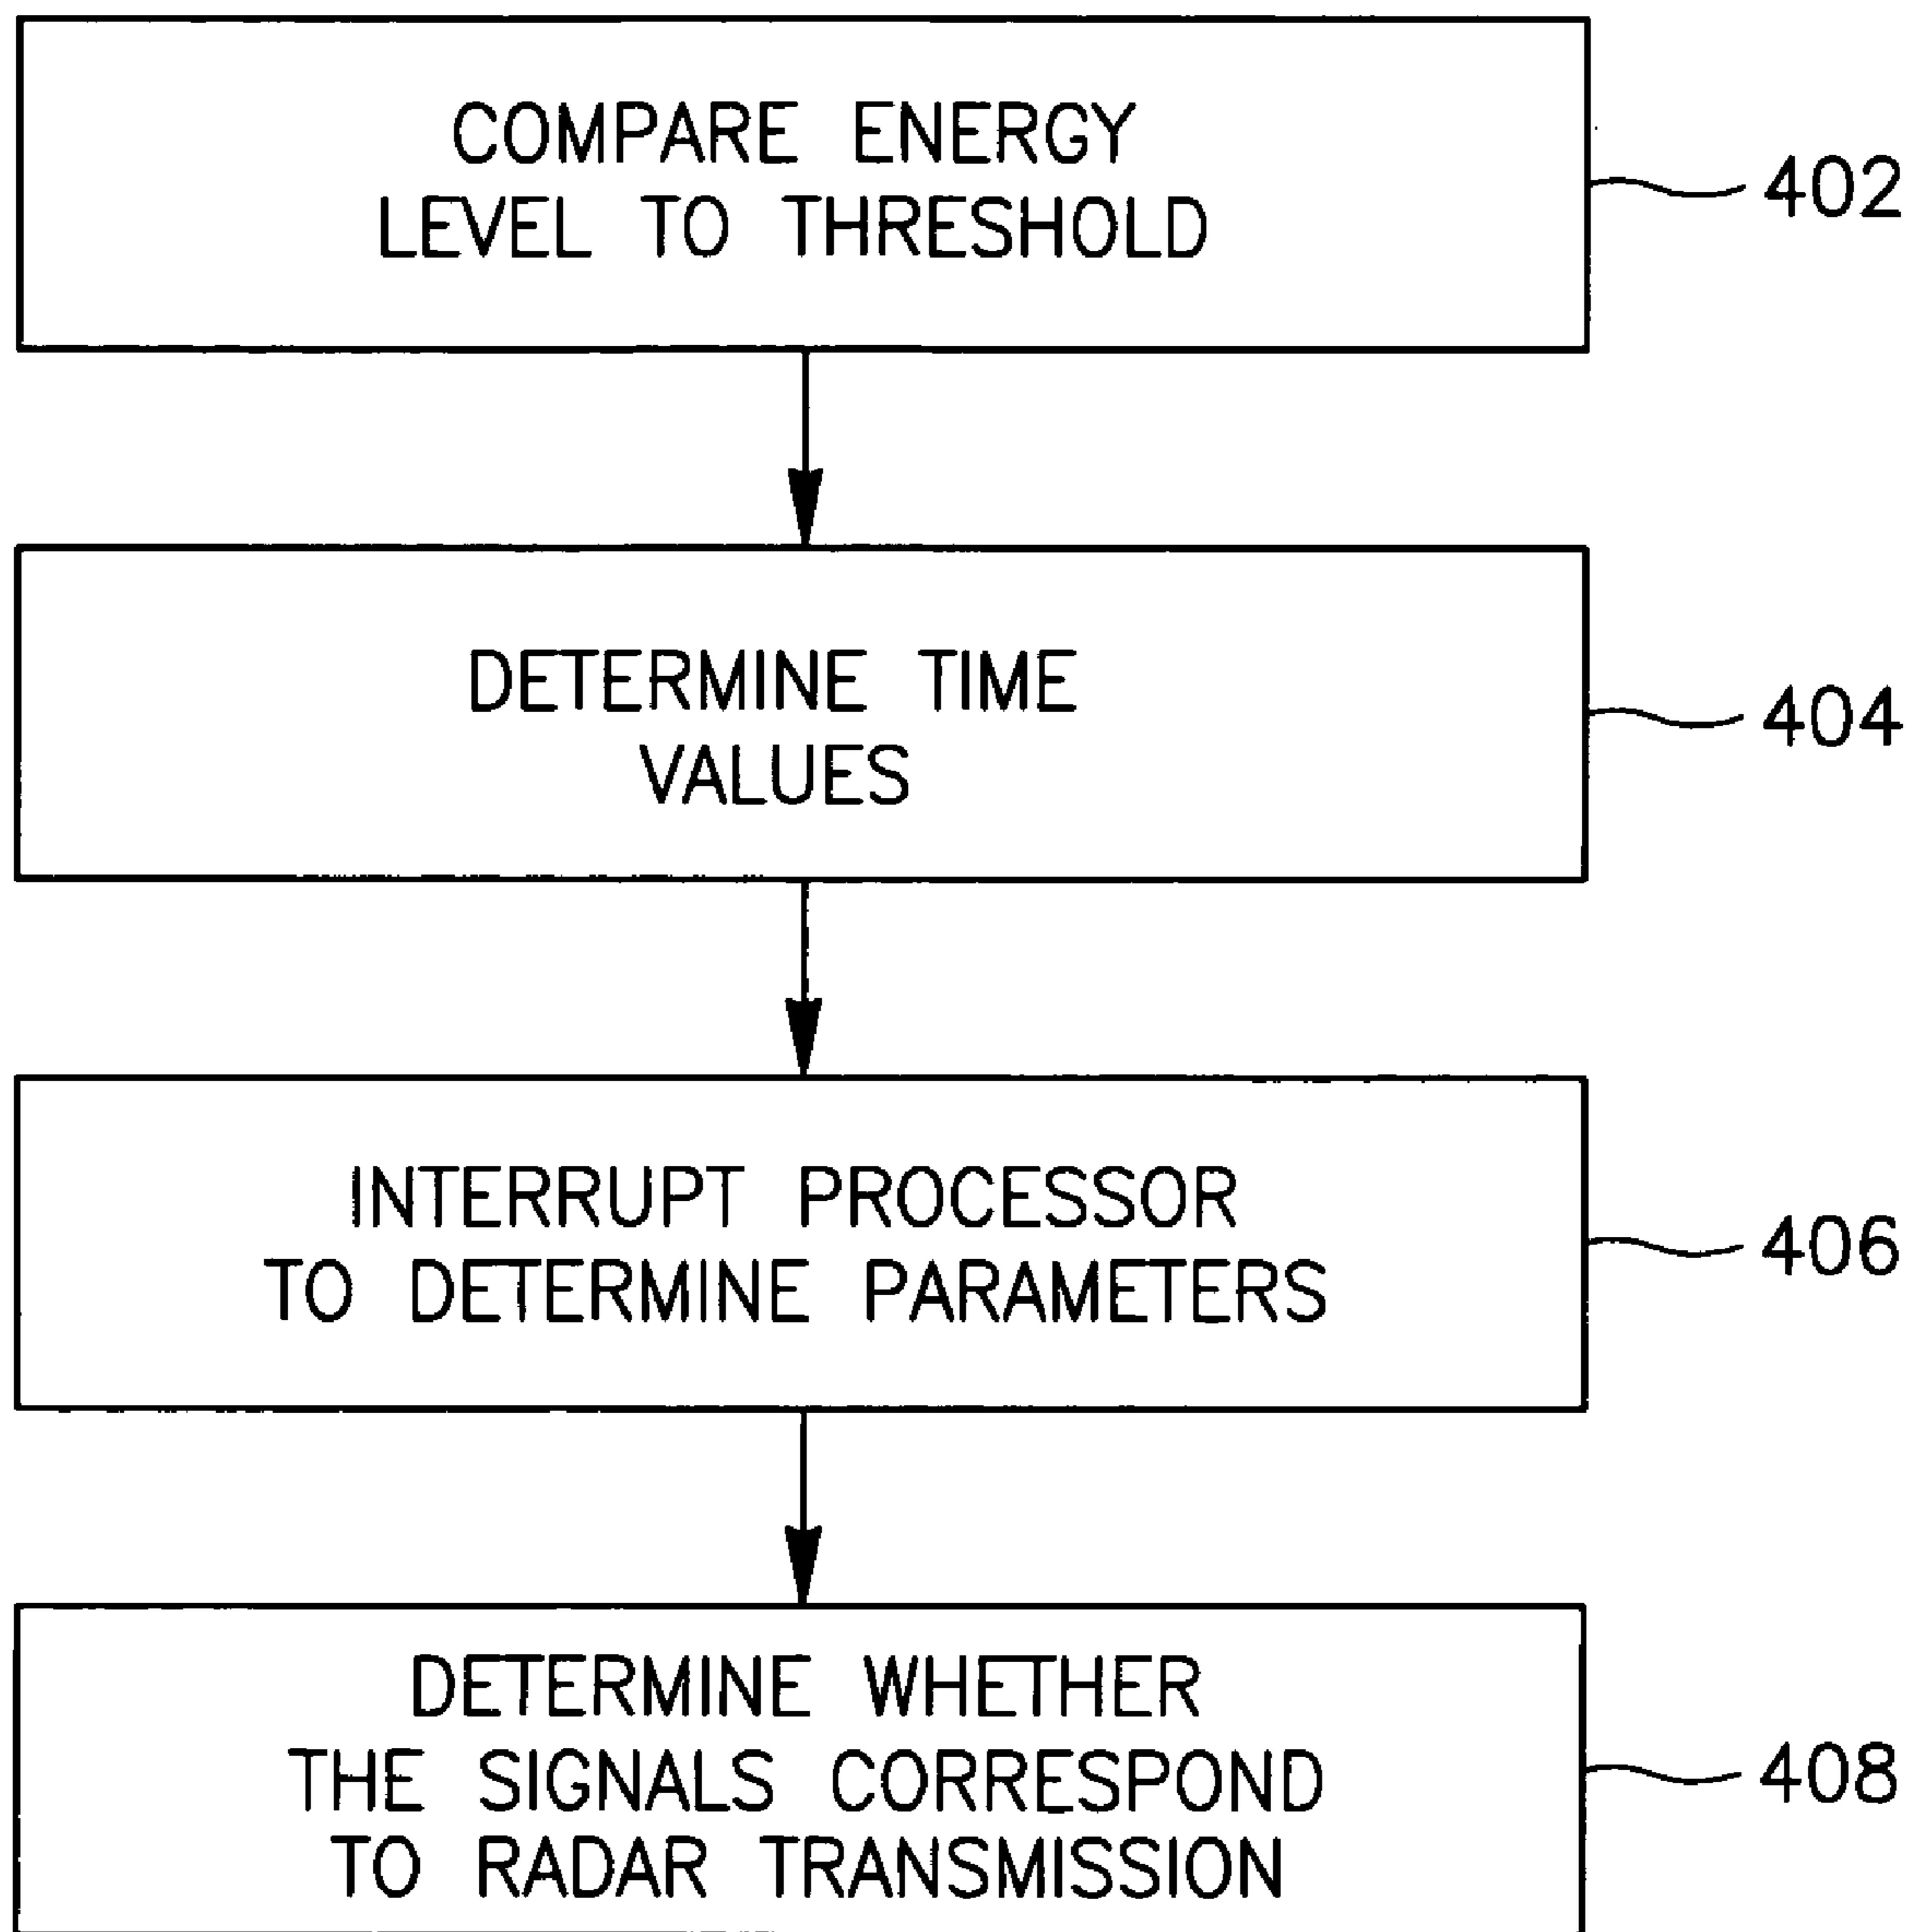 COMPARE ENERGY
LEVEL TO THRESHOLD
402
DETERMINE TIME
VALUES
404
INTERRUPT PROCESSOR
TO DETERMINE PARAMETERS
406
DETERMINE WHETHER
THE SIGNALS CORRESPOND
TO RADAR TRANSMISSION
408